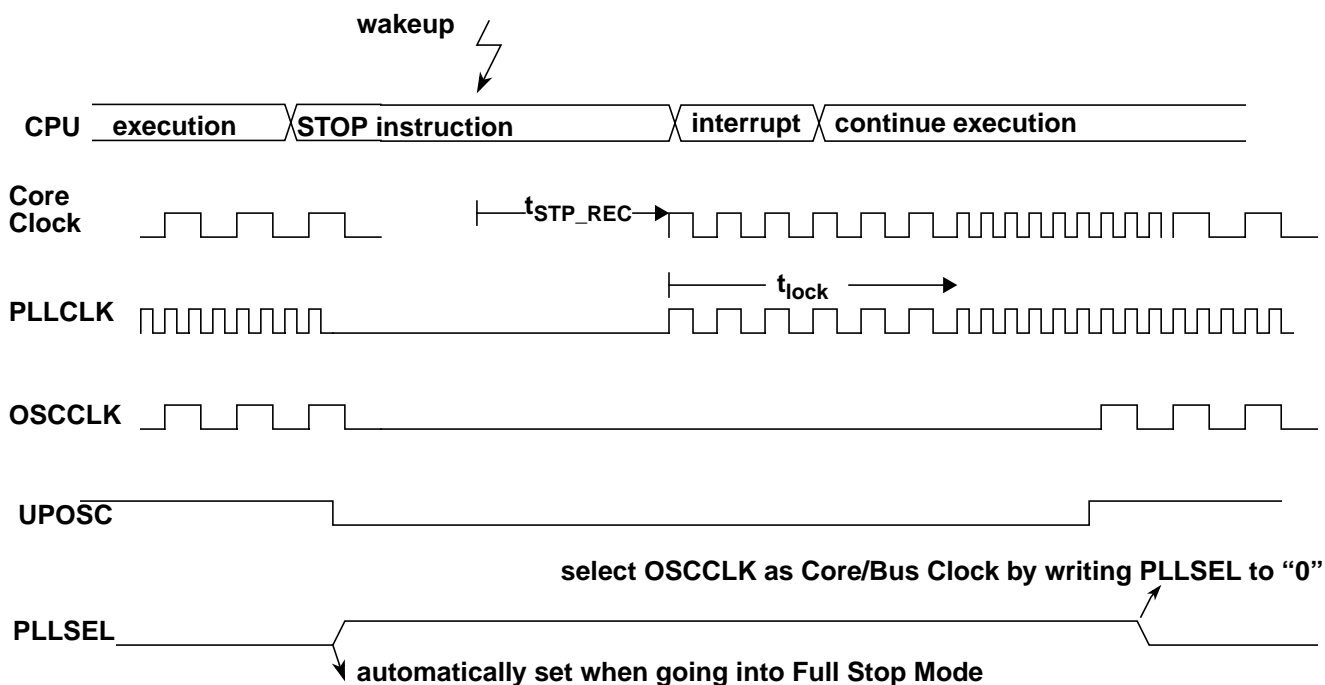 wakeup
CPU execution STOP instruction interrupt continue execution
Core
Clock
tSTP_REC
tlock
PLLCLK
OSCCLK
UPOSC
select OSCCLK as Core/Bus Clock by writing PLLSEL to “0”
PLLSEL
automatically set when going into Full Stop Mode